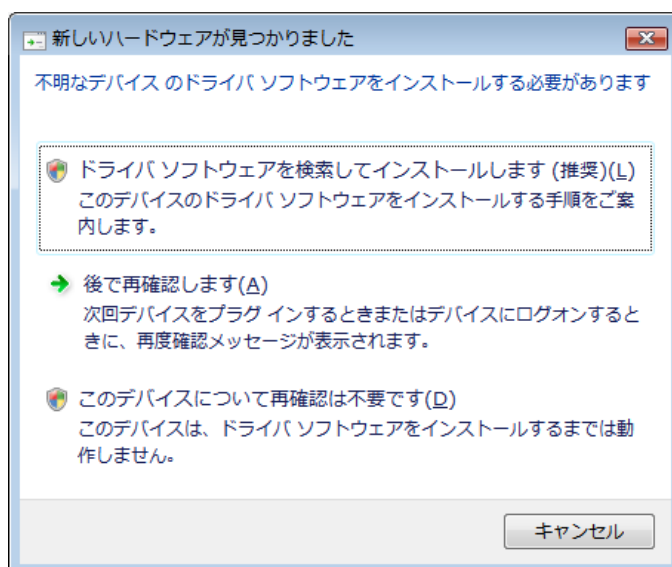 新しいハードウェアが見つかりました
不明なデバイス のドライバ ソフトウェアをインストールする必要があります
ドライバ ソフトウェアを検索してインストールします (推奨)(L)
このデバイスのドライバ ソフトウェアをインストールする手順をご案
内します。
後で再確認します(A)
次回デバイスをプラグ インするときまたはデバイスにログオンすると
きに、再度確認メッセージが表示されます。
このデバイスについて再確認は不要です(D)
このデバイスは、ドライバ ソフトウェアをインストールするまでは動
作しません。
キャンセル